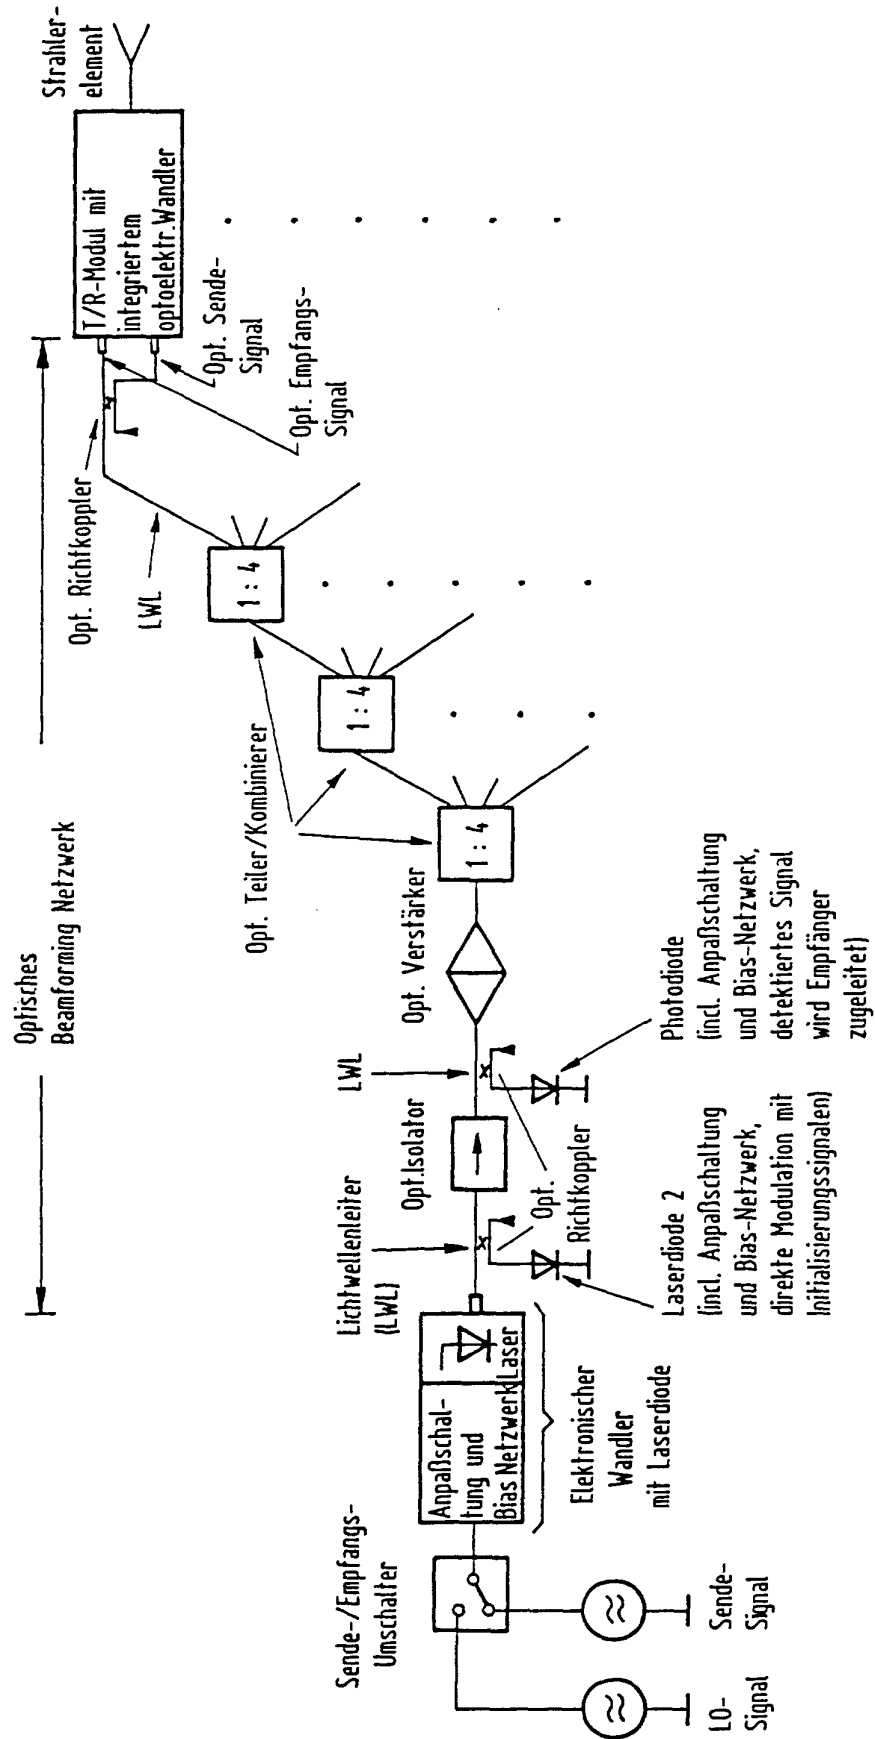 Optisches
Beamforming Netzwerk
Strahler-
element
T/R-Modul mit
integriertem
optoelektr.Wandler
Opt. Richtkoppler
LWL
Opt. Sende-
Signal
Opt. Empfangs-
Signal
1 : 4
1 : 4
1 : 4
Opt. Teiler/Kombinierer
Opt. Verstärker
LWL
Opt.Isolator
Lichtwellenleiter
(LWL)
Opt.
Richtkoppler
Photodiode
(incl. Anpaßschaltung
und Bias-Netzwerk,
detektiertes Signal
wird Empfänger
zugeleitet)
Laserdiode 2
(incl. Anpaßschaltung
und Bias-Netzwerk,
direkte Modulation mit
Initialisierungssignalen)
Anpaßschal-
tung und
Bias Netzwerk
Laser
Elektronischer
Wandler
mit Laserdiode
Sende-/Empfangs-
Umschalter
Sende-
Signal
LO-
Signal